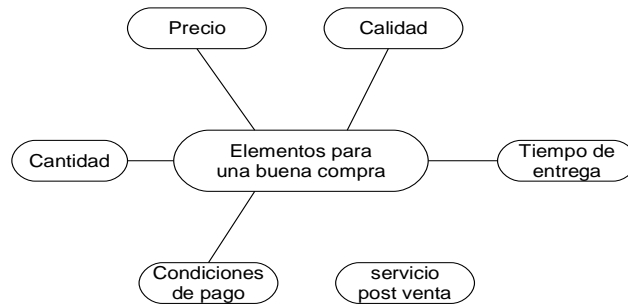 Precio
Calidad
Elementos para
una buena compra
Cantidad
Tiempo de
entrega
Condiciones
de pago
servicio
post venta